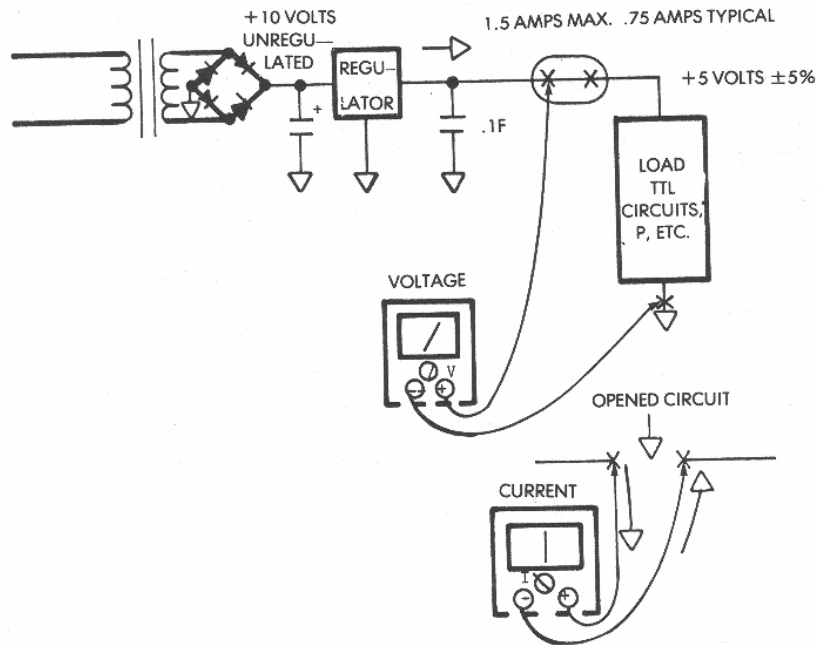 +10 VOLTS
UNREGU-
LATED
1.5 AMPS MAX. .75 AMPS TYPICAL
REGU-
LATOR
+
.1F
+5 VOLTS ±5%
LOAD
TTL
CIRCUITS,
P, ETC.
VOLTAGE
V
- +
OPENED CIRCUIT
CURRENT
I
- +